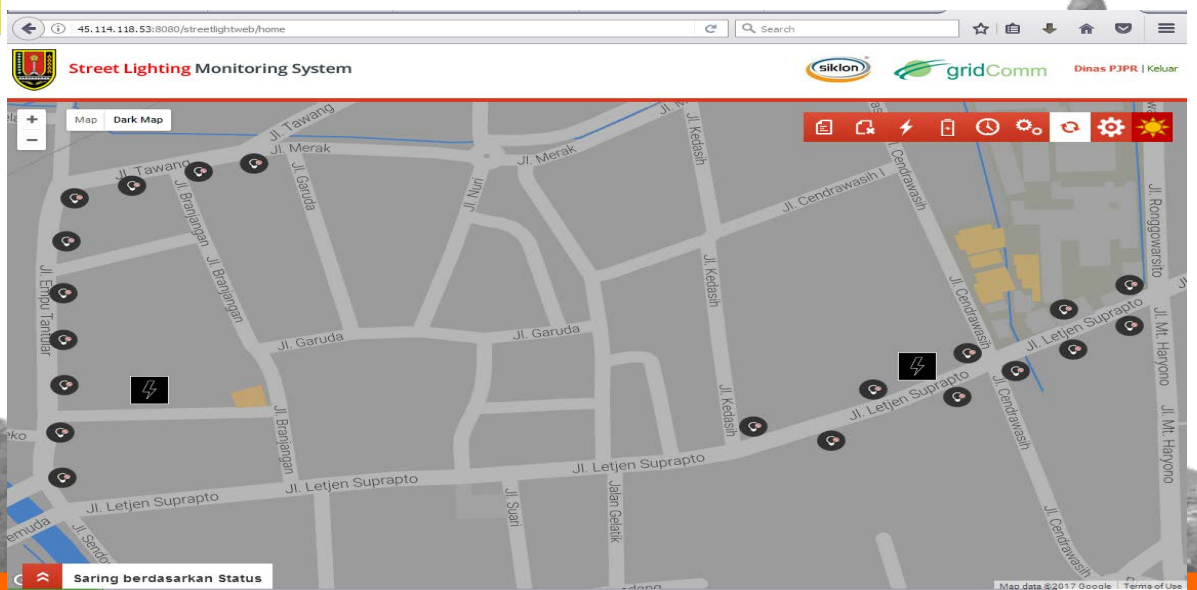 45.114.118.53:8080/streetlightweb/home
Search
Street Lighting Monitoring System
siklon
gridComm
Dinas PJPR | Keluar
+
Map
Dark Map
−
Jl. Tawang
Jl. Merak
Jl. Merak
Jl. Kedasih
Jl. Tawang
Jl. Garuda
Jl. Nuri
Jl. Cendrawasih I
Jl. Cendrawasih
Jl. Ronggowarsito
Jl. Branjangan
Jl. Branjangan
Jl. Empu Tantular
Jl. Kedasih
Jl. Cendrawasih
Jl. Garuda
Jl. Garuda
Jl. Letjen Suprapto
Jl. Mt. Haryono
Jl. Letjen Suprapto
Jl. Kedasih
Jl. Cendrawasih
Jl. Mt. Haryono
Jl. Branjangan
Jl. Letjen Suprapto
Jl. Letjen Suprapto
Jl. Letjen Suprapto
Jl. Suari
Jalan Gelatik
Jl. Cendrawasih
Saring berdasarkan Status
Map data ©2017 Google
Terms of Use